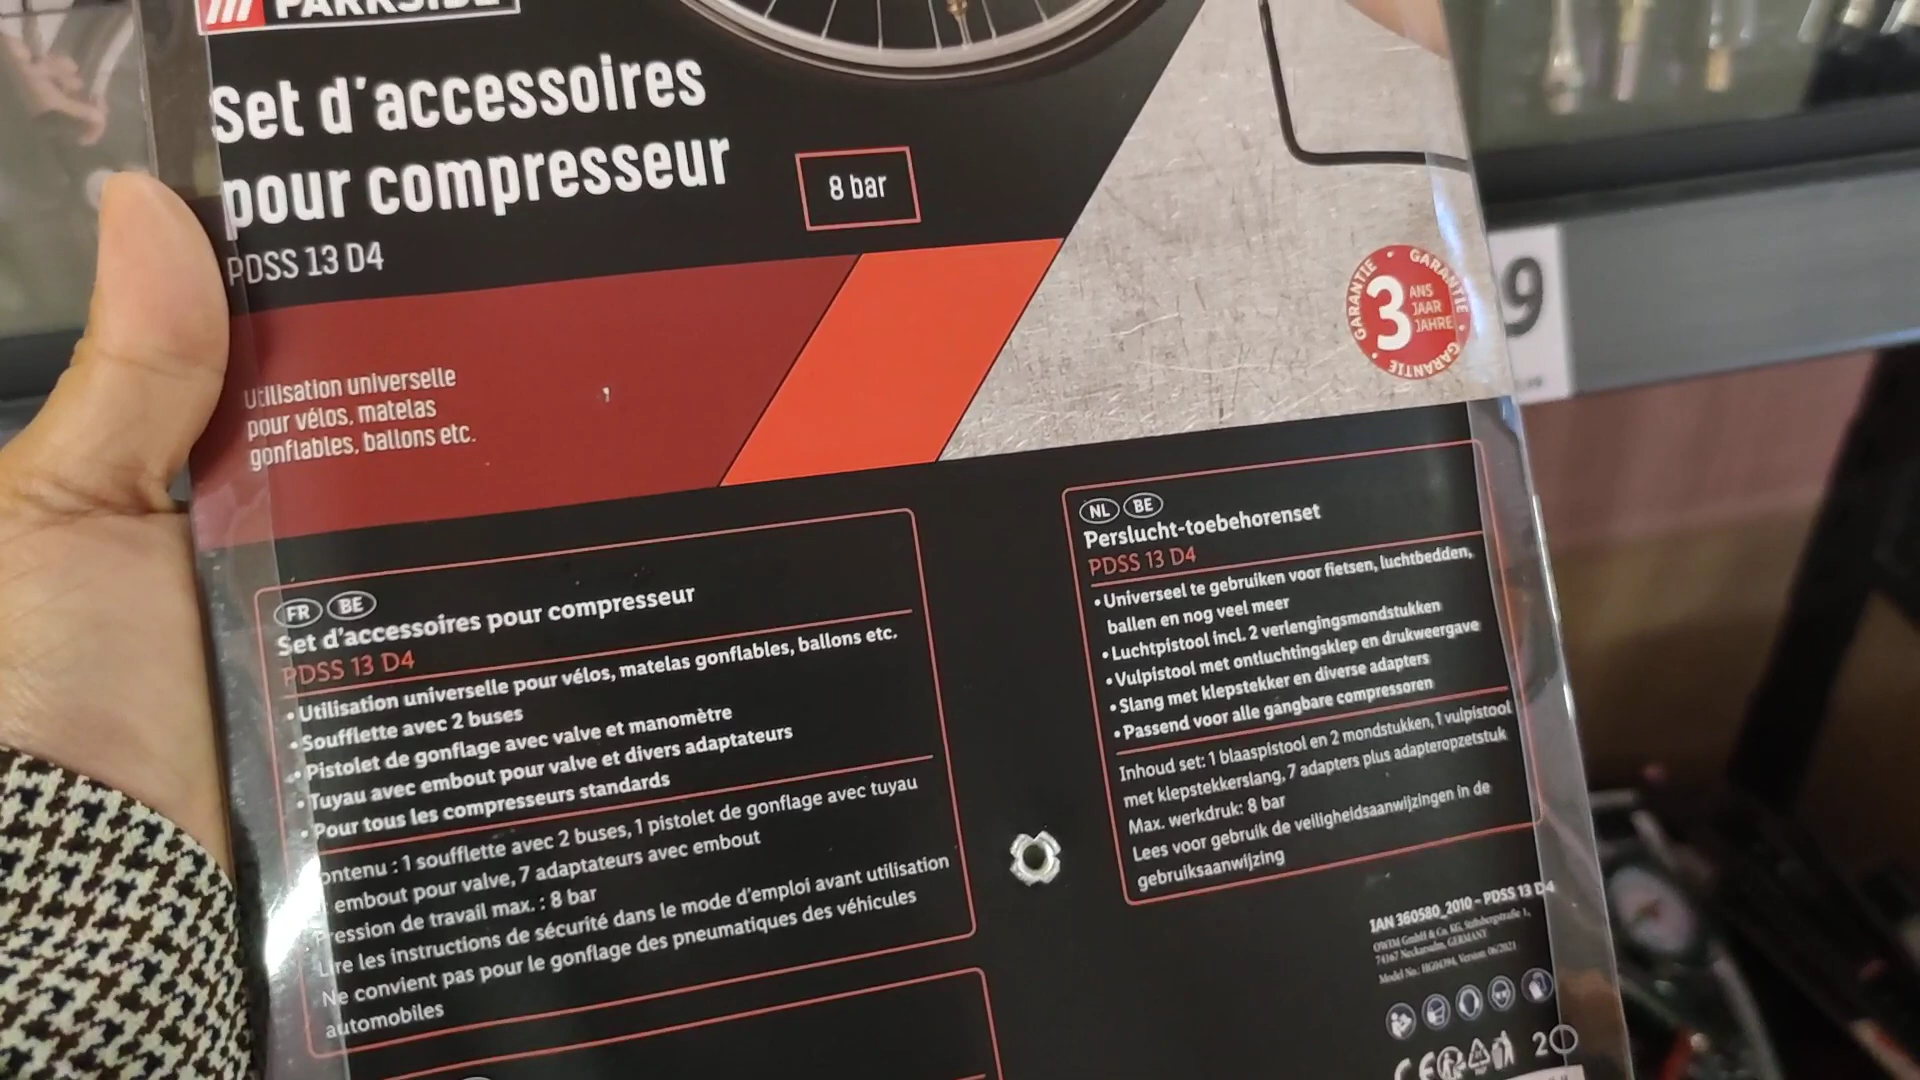 PARKSIDE
Set d'accessoires
pour compresseur
PDSS 13 D4
8 bar
Utilisation universelle
pour vélos, matelas
gonflables, ballons etc.
GARANTIE • GARANTIE • GARANTIE •
3 ANS
JAAR
JAHRE
9
FR BE
Set d'accessoires pour compresseur
PDSS 13 D4
• Utilisation universelle pour vélos, matelas gonflables, ballons etc.
• Soufflette avec 2 buses
• Pistolet de gonflage avec valve et manomètre
• Tuyau avec embout pour valve et divers adaptateurs
• Pour tous les compresseurs standards
ontenu : 1 soufflette avec 2 buses, 1 pistolet de gonflage avec tuyau
embout pour valve, 7 adaptateurs avec embout
Pression de travail max. : 8 bar
Lire les instructions de sécurité dans le mode d'emploi avant utilisation
Ne convient pas pour le gonflage des pneumatiques des véhicules
automobiles
NL BE
Perslucht-toebehorenset
PDSS 13 D4
• Universeel te gebruiken voor fietsen, luchtbedden,
ballen en nog veel meer
• Luchtpistool incl. 2 verlengingsmondstukken
• Vulpistool met ontluchtingsklep en drukweergave
• Slang met klepstekker en diverse adapters
• Passend voor alle gangbare compressoren
Inhoud set: 1 blaaspistool en 2 mondstukken, 1 vulpistool
met klepstekkerslang, 7 adapters plus adapteropzetstuk
Max. werkdruk: 8 bar
Lees voor gebruik de veiligheidsaanwijzingen in de
gebruiksaanwijzing
IAN 360580_2010 – PDSS 13 D4
OWIM GmbH & Co. KG, Stiftsbergstraße 1,
74167 Neckarsulm, GERMANY
Model No.: HG04394, Version: 06/2021
CE